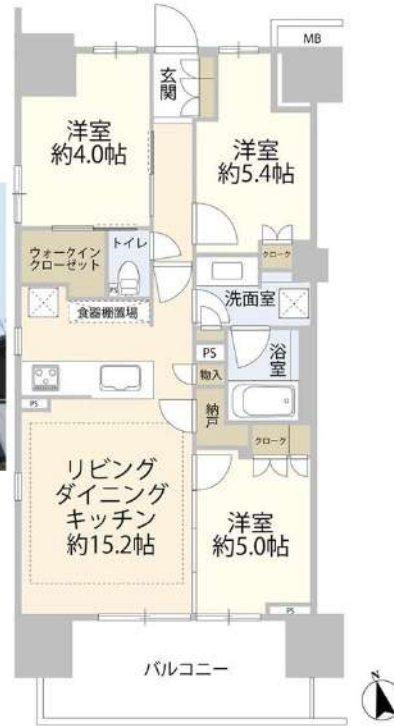 MB
玄関
洋室
約4.0帖
洋室
約5.4帖
ウォークイン
クローゼット
トイレ
PS
クローク
洗面室
食器棚置場
PS
物入
浴室
PS
納戸
クローク
リビング
ダイニング
キッチン
約15.2帖
洋室
約5.0帖
PS
バルコニー
N